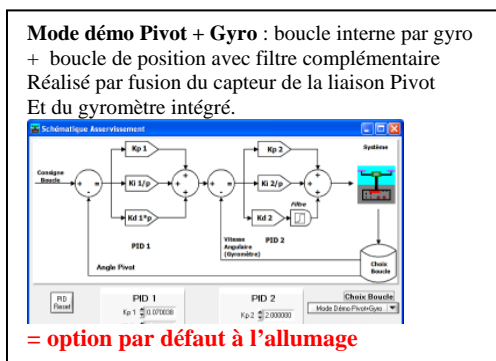 Mode démo Pivot + Gyro : boucle interne par gyro
+ boucle de position avec filtre complémentaire
Réalisé par fusion du capteur de la liaison Pivot
Et du gyromètre intégré.
Schématique Asservissement
Consigne
Boucle
+ - =
Kp 1
Ki 1/p
Kd 1*p
+ + +
PID 1
+ - =
Kp 2
Ki 2/p
Kd 2
Filtre
+ + +
PID 2
Système
Vitesse
Angulaire
(Gyromètre)
Angle Pivot
Choix
Boucle
PID
Reset
PID 1
Kp 1 0.070038
PID 2
Kp 2 2.000000
Choix Boucle
Mode Démo Pivot+Gyro
= option par défaut à l’allumage